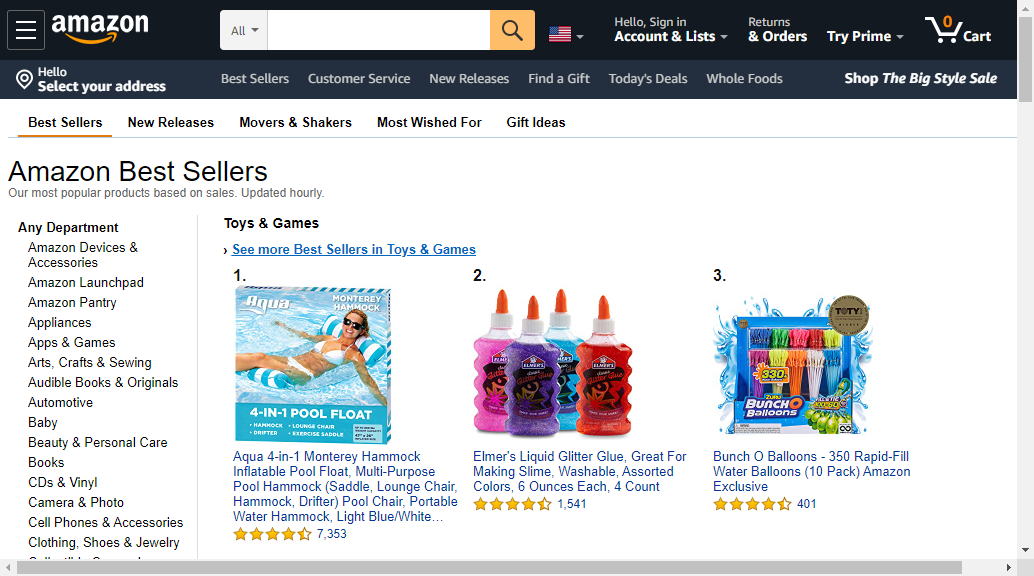 amazon
All
Hello, Sign in
Account & Lists
Returns
& Orders
Try Prime
0
Cart
Hello
Select your address
Best Sellers
Customer Service
New Releases
Find a Gift
Today's Deals
Whole Foods
Shop The Big Style Sale
Best Sellers
New Releases
Movers & Shakers
Most Wished For
Gift Ideas
Amazon Best Sellers
Our most popular products based on sales. Updated hourly.
Any Department
Amazon Devices &
Accessories
Amazon Launchpad
Amazon Pantry
Appliances
Apps & Games
Arts, Crafts & Sewing
Audible Books & Originals
Automotive
Baby
Beauty & Personal Care
Books
CDs & Vinyl
Camera & Photo
Cell Phones & Accessories
Clothing, Shoes & Jewelry
Toys & Games
› See more Best Sellers in Toys & Games
1.
Aqua
MONTEREY
HAMMOCK
4-IN-1 POOL FLOAT
• HAMMOCK • LOUNGE CHAIR
• DRIFTER • EXERCISE SADDLE
Aqua 4-in-1 Monterey Hammock
Inflatable Pool Float, Multi-Purpose
Pool Hammock (Saddle, Lounge Chair,
Hammock, Drifter) Pool Chair, Portable
Water Hammock, Light Blue/White…
7,353
2.
ELMER'S
ELMER'S
ELMER'S
Elmer's Liquid Glitter Glue, Great For
Making Slime, Washable, Assorted
Colors, 6 Ounces Each, 4 Count
1,541
3.
TOTY
330+
ZURU
BUNCH O
Balloons
Bunch O Balloons - 350 Rapid-Fill
Water Balloons (10 Pack) Amazon
Exclusive
401